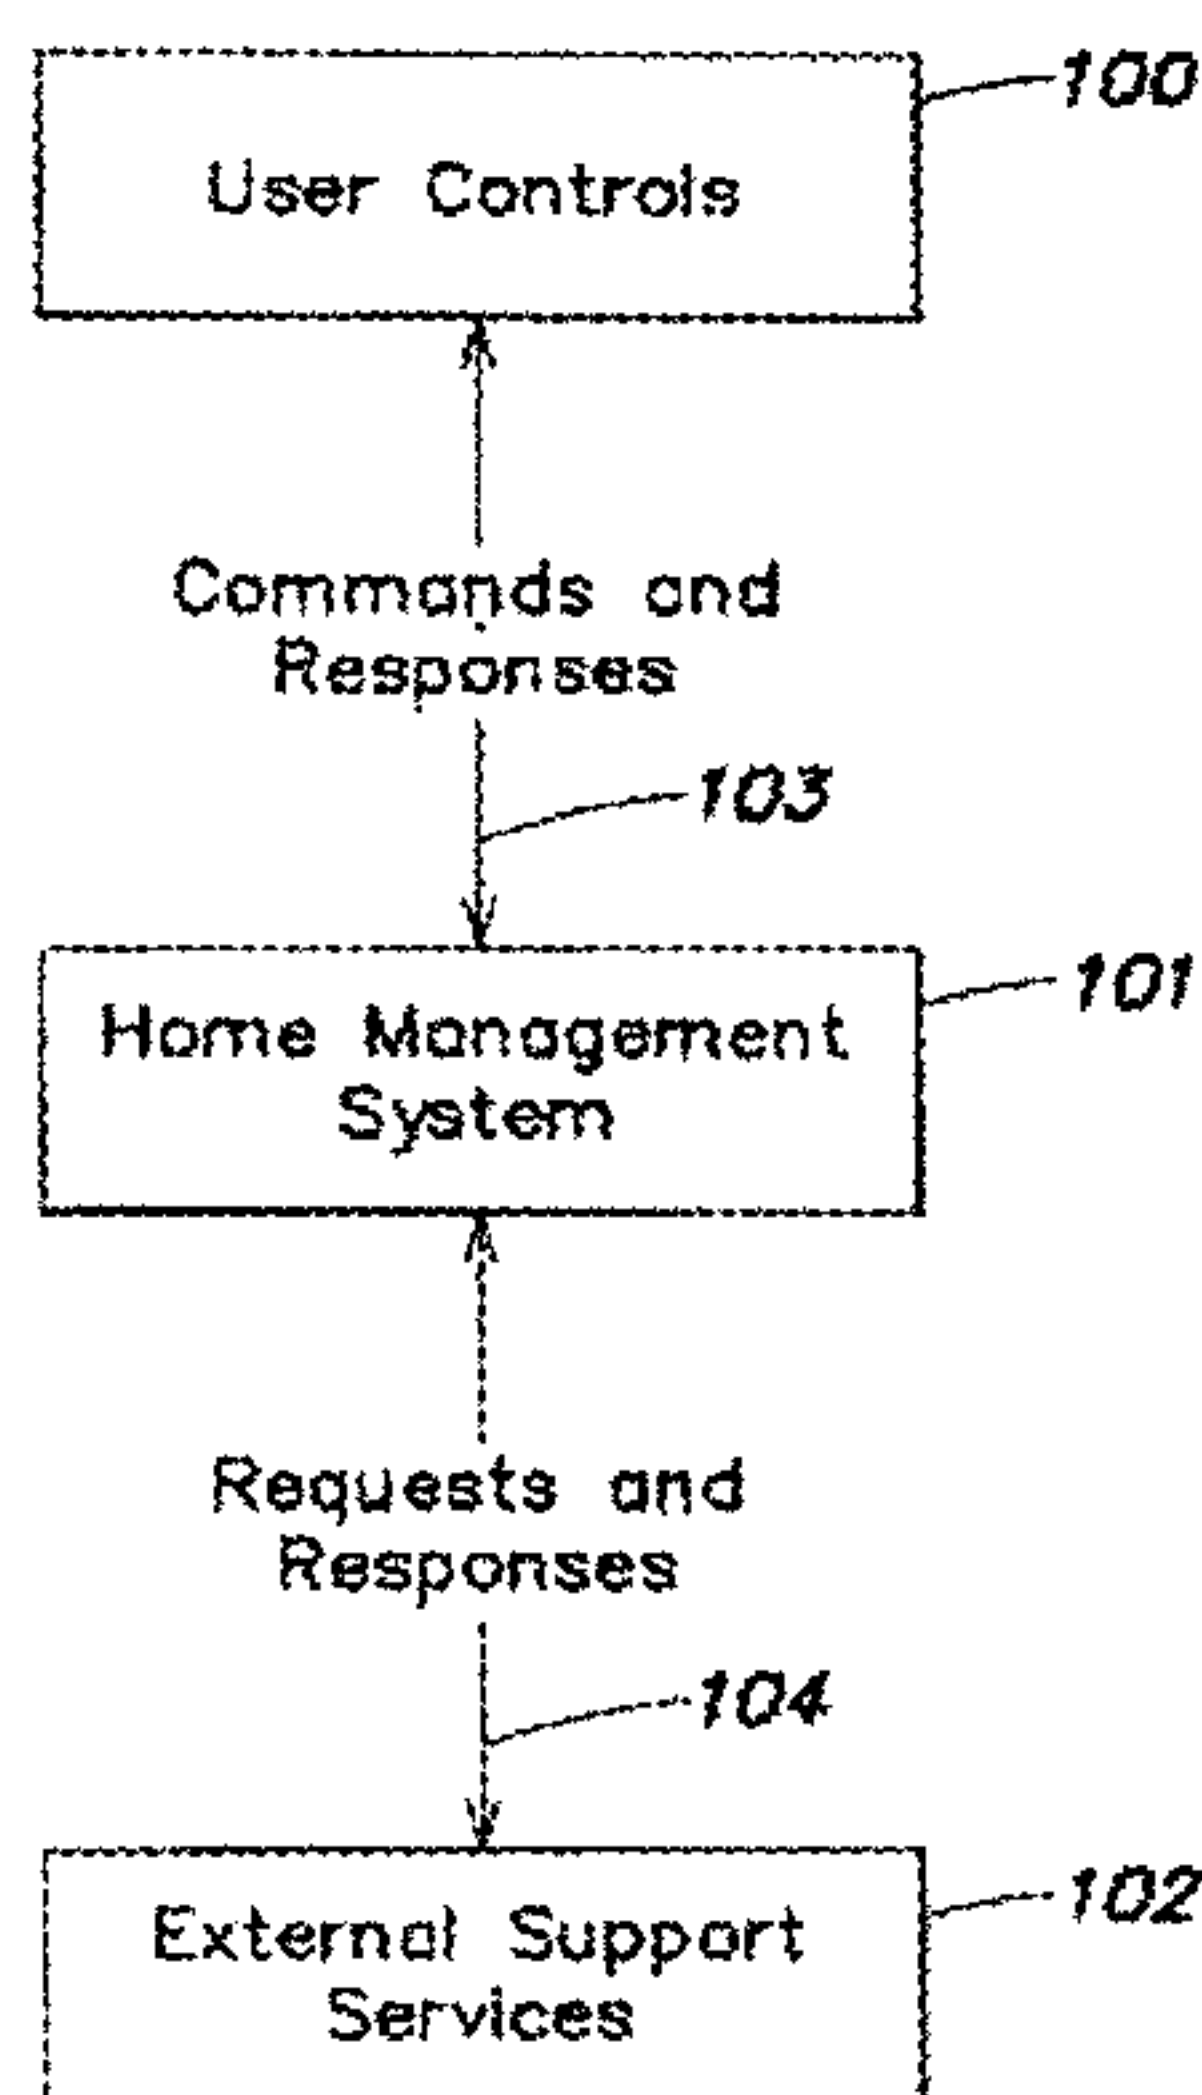 100
User Controls
Commands and
Responses
103
101
Home Management
System
Requests and
Responses
104
102
External Support
Services